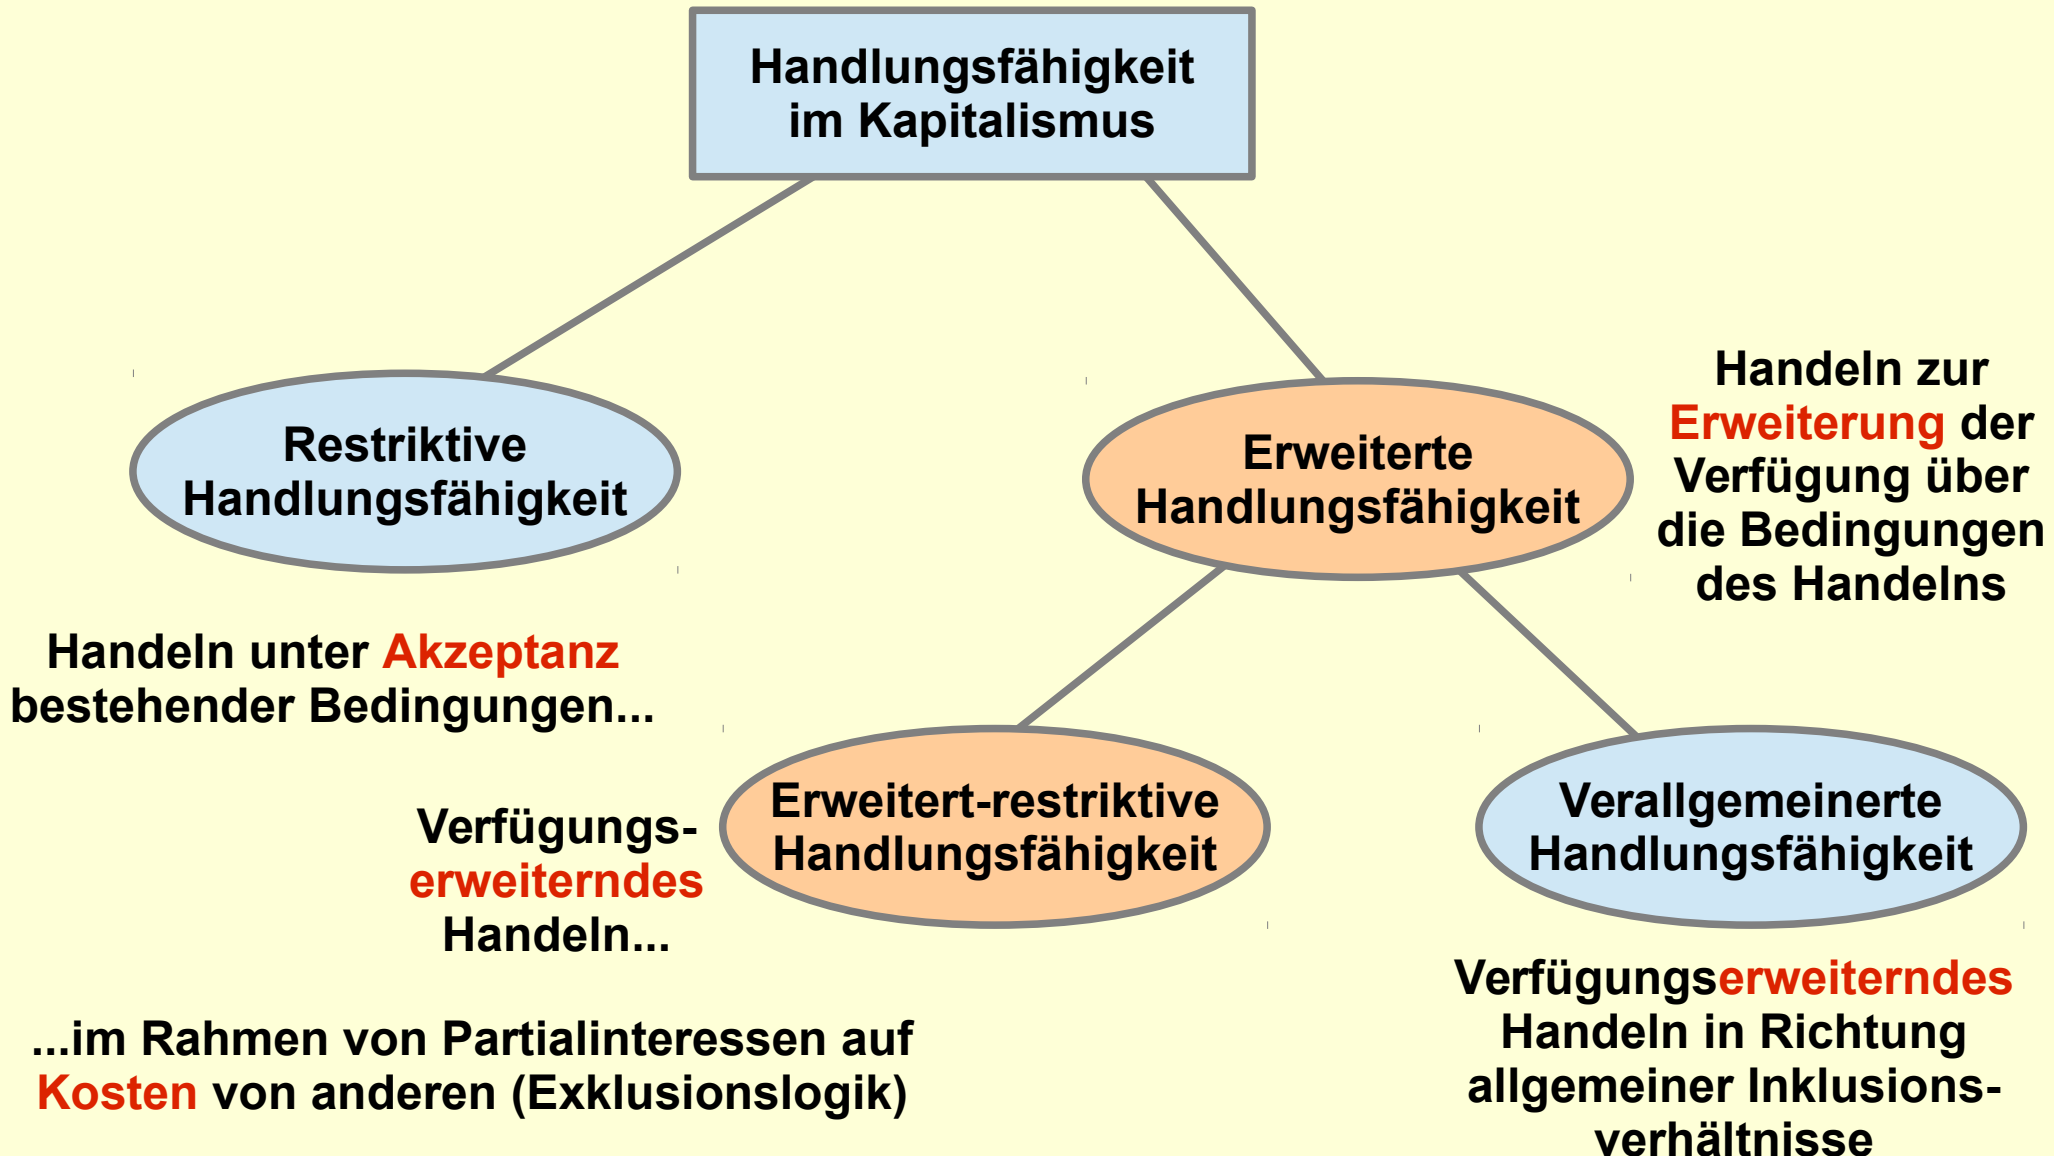 Handlungsfähigkeit
im Kapitalismus
Restriktive
Handlungsfähigkeit
Erweiterte
Handlungsfähigkeit
Handeln zur
Erweiterung der
Verfügung über
die Bedingungen
des Handelns
Handeln unter Akzeptanz
bestehender Bedingungen...
Erweitert-restriktive
Handlungsfähigkeit
Verallgemeinerte
Handlungsfähigkeit
Verfügungs-
erweiterndes
Handeln...
...im Rahmen von Partialinteressen auf
Kosten von anderen (Exklusionslogik)
Verfügungserweiterndes
Handeln in Richtung
allgemeiner Inklusions-
verhältnisse